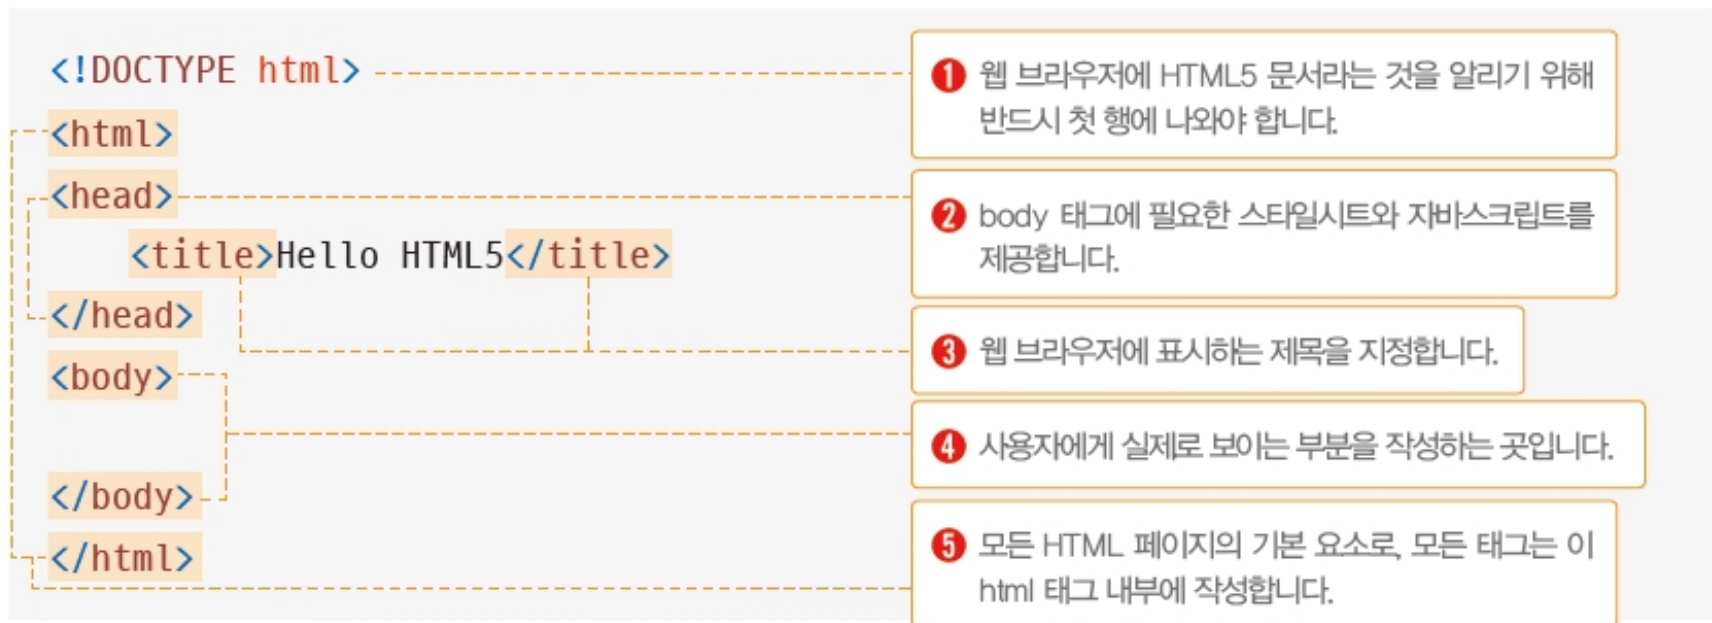 <!DOCTYPE html>
<html>
<head>
<title>Hello HTML5</title>
</head>
<body>
</body>
</html>
1 웹 브라우저에 HTML5 문서라는 것을 알리기 위해
반드시 첫 행에 나와야 합니다.
2 body 태그에 필요한 스타일시트와 자바스크립트를
제공합니다.
3 웹 브라우저에 표시하는 제목을 지정합니다.
4 사용자에게 실제로 보이는 부분을 작성하는 곳입니다.
5 모든 HTML 페이지의 기본 요소로, 모든 태그는 이
html 태그 내부에 작성합니다.